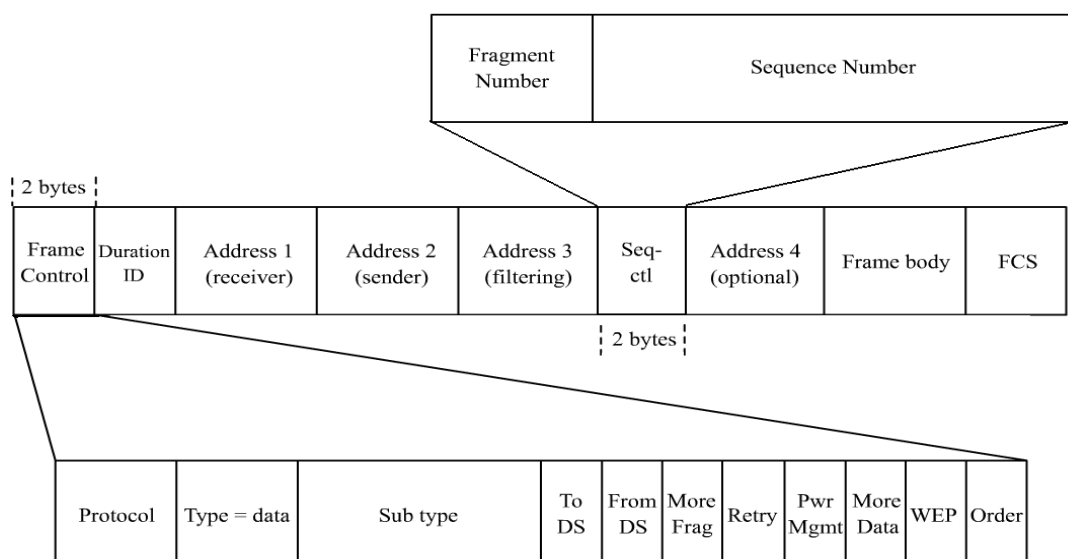 Fragment
Number
Sequence Number
2 bytes
Frame
Control
Duration
ID
Address 1
(receiver)
Address 2
(sender)
Address 3
(filtering)
Seq-
ctl
Address 4
(optional)
Frame body
FCS
2 bytes
Protocol
Type = data
Sub type
To
DS
From
DS
More
Frag
Retry
Pwr
Mgmt
More
Data
WEP
Order